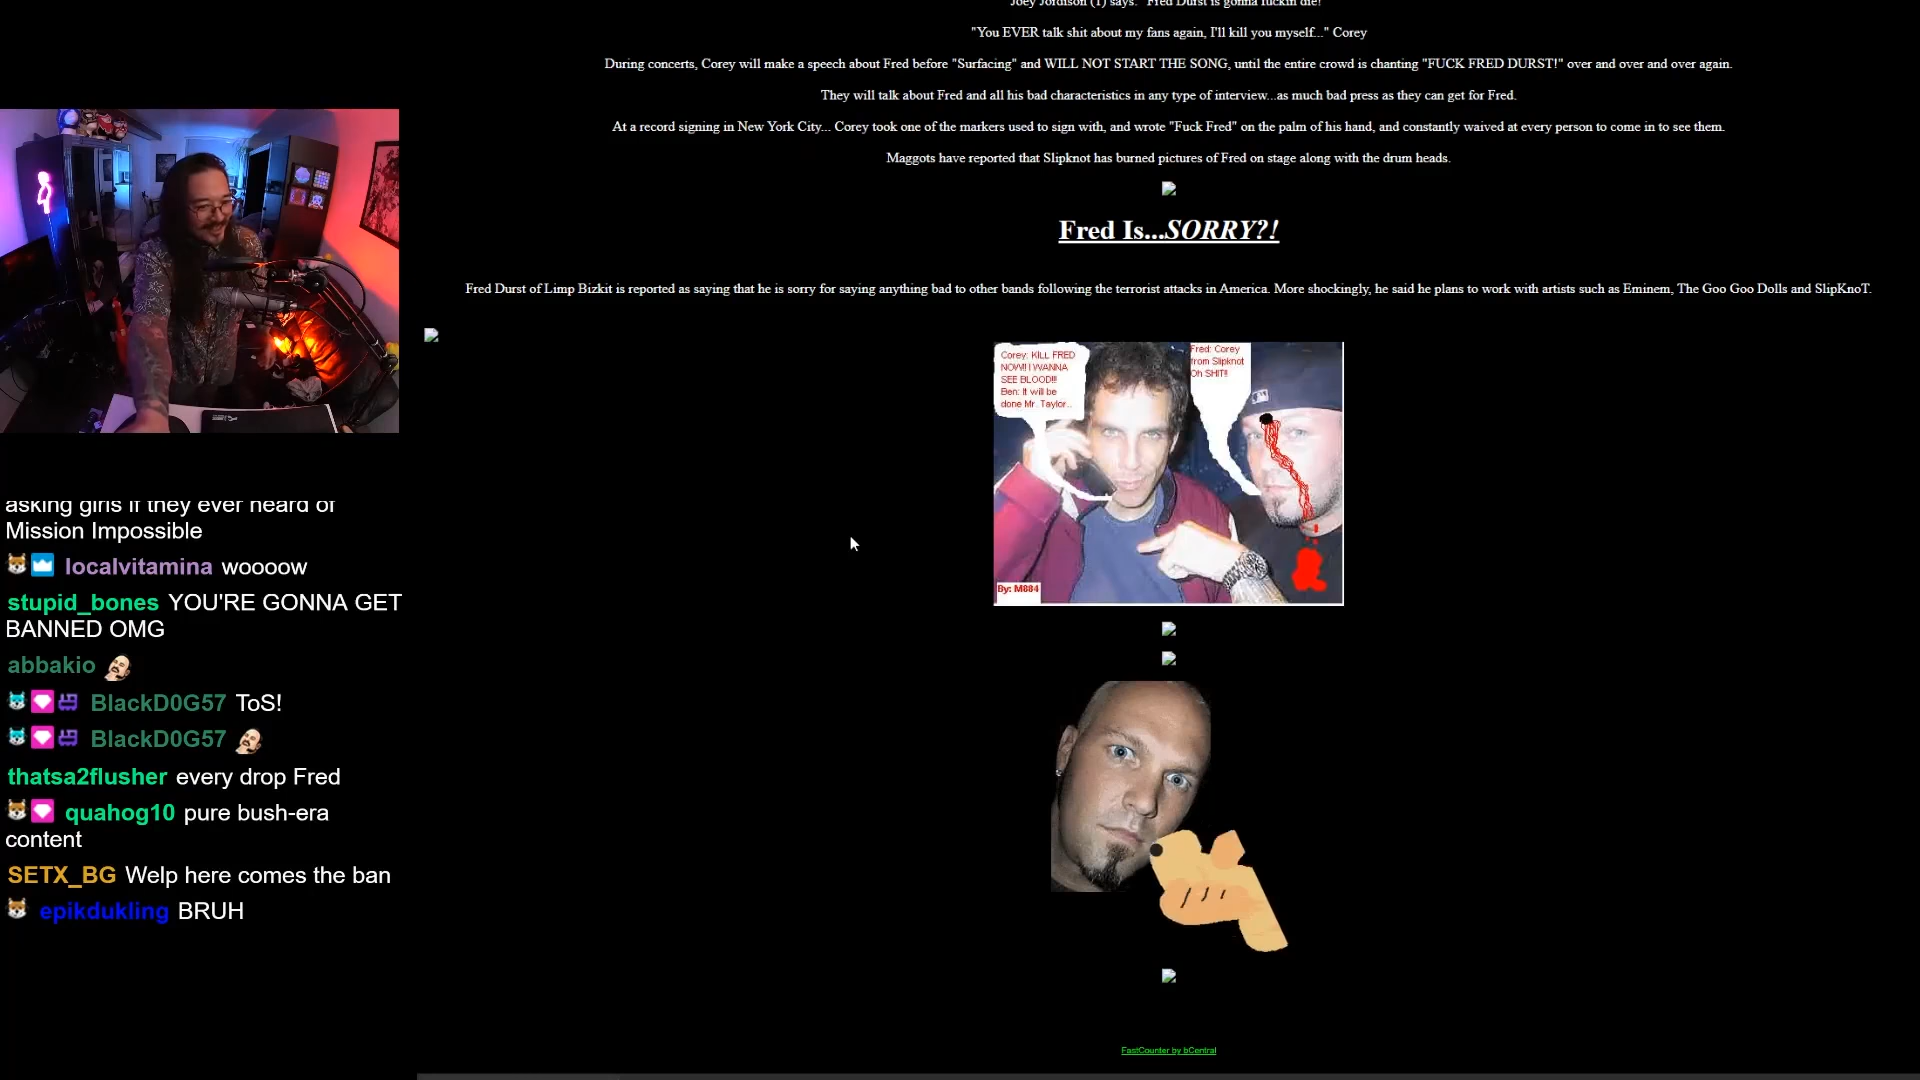 Joey Jordison (1) says: "Fred Durst is gonna fuckin die!"
"You EVER talk shit about my fans again, I'll kill you myself..." Corey
During concerts, Corey will make a speech about Fred before "Surfacing" and WILL NOT START THE SONG, until the entire crowd is chanting "FUCK FRED DURST!" over and over and over again.
They will talk about Fred and all his bad characteristics in any type of interview...as much bad press as they can get for Fred.
At a record signing in New York City... Corey took one of the markers used to sign with, and wrote "Fuck Fred" on the palm of his hand, and constantly waived at every person to come in to see them.
Maggots have reported that Slipknot has burned pictures of Fred on stage along with the drum heads.
Fred Is...SORRY?!
Fred Durst of Limp Bizkit is reported as saying that he is sorry for saying anything bad to other bands following the terrorist attacks in America. More shockingly, he said he plans to work with artists such as Eminem, The Goo Goo Dolls and SlipKnoT.
Corey: KILL FRED
NOW!! I WANNA
SEE BLOOD!!!
Ben: It will be
done Mr. Taylor..
Fred: Corey
from Slipknot
Oh SHIT!!
By: M884
FastCounter by bCentral
asking girls if they ever heard of
Mission Impossible
localvitamina woooow
stupid_bones YOU'RE GONNA GET
BANNED OMG
abbakio
BlackD0G57 ToS!
BlackD0G57
thatsa2flusher every drop Fred
quahog10 pure bush-era
content
SETX_BG Welp here comes the ban
epikdukling BRUH